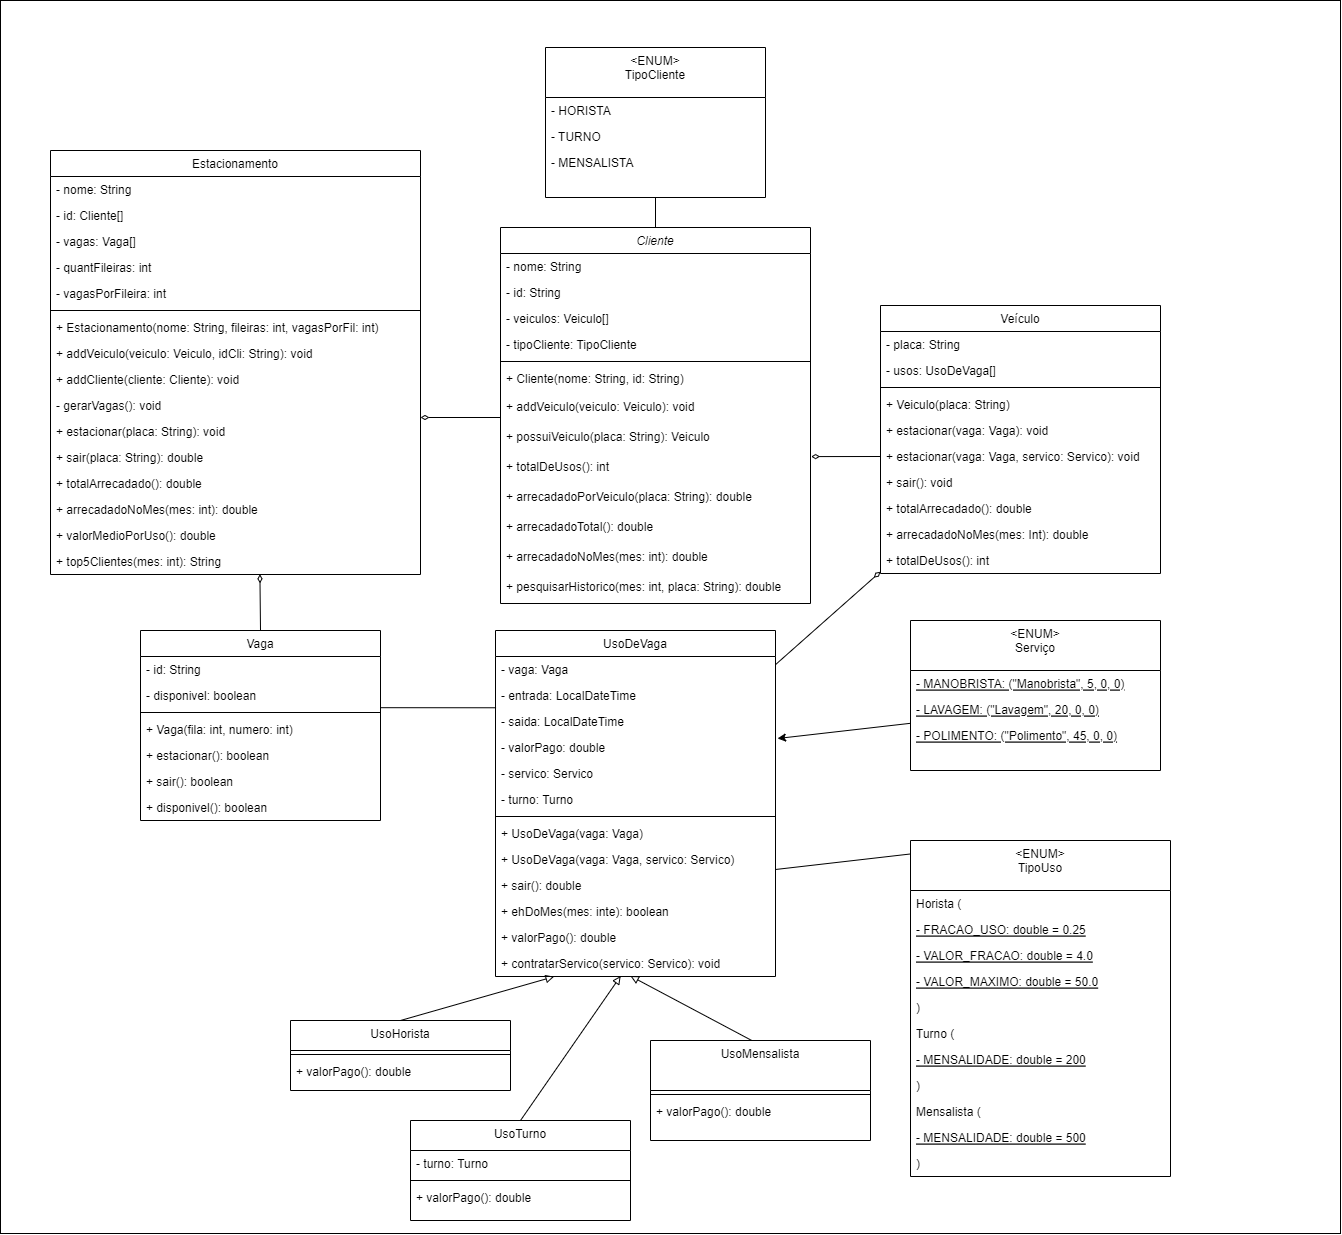 <ENUM>
TipoCliente
- HORISTA
- TURNO
- MENSALISTA
Estacionamento
- nome: String
- id: Cliente[]
- vagas: Vaga[]
- quantFileiras: int
- vagasPorFileira: int
+ Estacionamento(nome: String, fileiras: int, vagasPorFil: int)
+ addVeiculo(veiculo: Veiculo, idCli: String): void
+ addCliente(cliente: Cliente): void
- gerarVagas(): void
+ estacionar(placa: String): void
+ sair(placa: String): double
+ totalArrecadado(): double
+ arrecadadoNoMes(mes: int): double
+ valorMedioPorUso(): double
+ top5Clientes(mes: int): String
Cliente
- nome: String
- id: String
- veiculos: Veiculo[]
- tipoCliente: TipoCliente
+ Cliente(nome: String, id: String)
+ addVeiculo(veiculo: Veiculo): void
+ possuiVeiculo(placa: String): Veiculo
+ totalDeUsos(): int
+ arrecadadoPorVeiculo(placa: String): double
+ arrecadadoTotal(): double
+ arrecadadoNoMes(mes: int): double
+ pesquisarHistorico(mes: int, placa: String): double
Veículo
- placa: String
- usos: UsoDeVaga[]
+ Veiculo(placa: String)
+ estacionar(vaga: Vaga): void
+ estacionar(vaga: Vaga, servico: Servico): void
+ sair(): void
+ totalArrecadado(): double
+ arrecadadoNoMes(mes: Int): double
+ totalDeUsos(): int
Vaga
- id: String
- disponivel: boolean
+ Vaga(fila: int, numero: int)
+ estacionar(): boolean
+ sair(): boolean
+ disponivel(): boolean
UsoDeVaga
- vaga: Vaga
- entrada: LocalDateTime
- saida: LocalDateTime
- valorPago: double
- servico: Servico
- turno: Turno
+ UsoDeVaga(vaga: Vaga)
+ UsoDeVaga(vaga: Vaga, servico: Servico)
+ sair(): double
+ ehDoMes(mes: inte): boolean
+ valorPago(): double
+ contratarServico(servico: Servico): void
<ENUM>
Serviço
- MANOBRISTA: ("Manobrista", 5, 0, 0)
- LAVAGEM: ("Lavagem", 20, 0, 0)
- POLIMENTO: ("Polimento", 45, 0, 0)
<ENUM>
TipoUso
Horista (
- FRACAO_USO: double = 0.25
- VALOR_FRACAO: double = 4.0
- VALOR_MAXIMO: double = 50.0
)
Turno (
- MENSALIDADE: double = 200
)
Mensalista (
- MENSALIDADE: double = 500
)
UsoHorista
+ valorPago(): double
UsoMensalista
+ valorPago(): double
UsoTurno
- turno: Turno
+ valorPago(): double